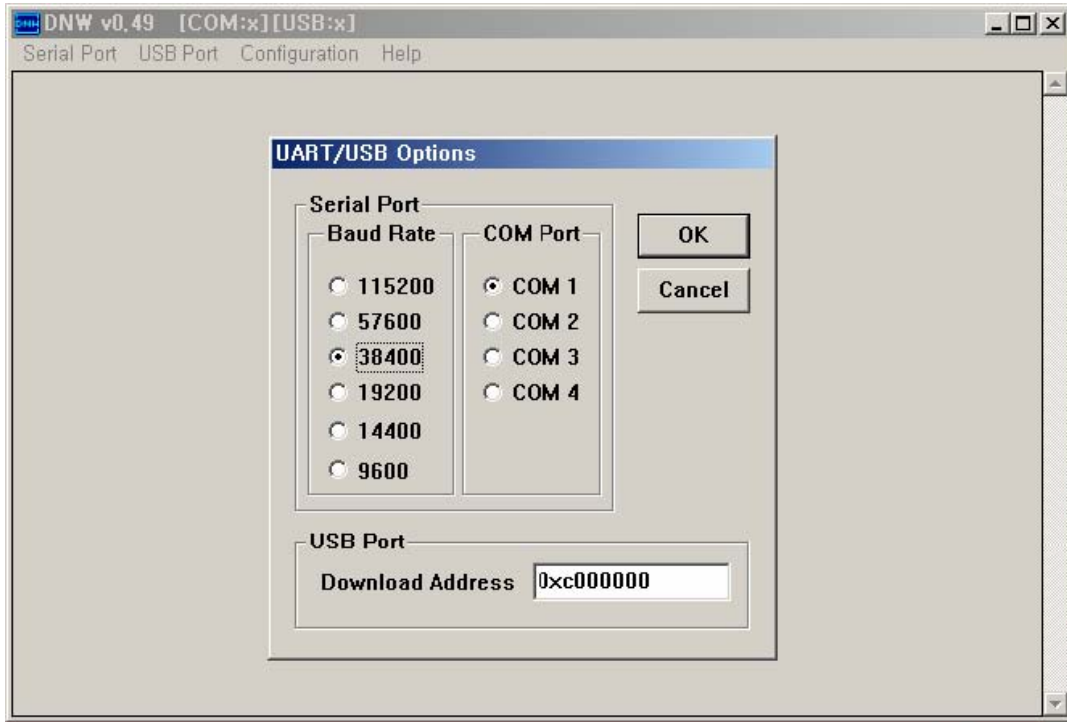 DNW v0.49 [COM:x][USB:x]
Serial Port USB Port Configuration Help
UART/USB Options
Serial Port
Baud Rate
115200
57600
38400
19200
14400
9600
COM Port
COM 1
COM 2
COM 3
COM 4
OK
Cancel
USB Port
Download Address 0xc000000